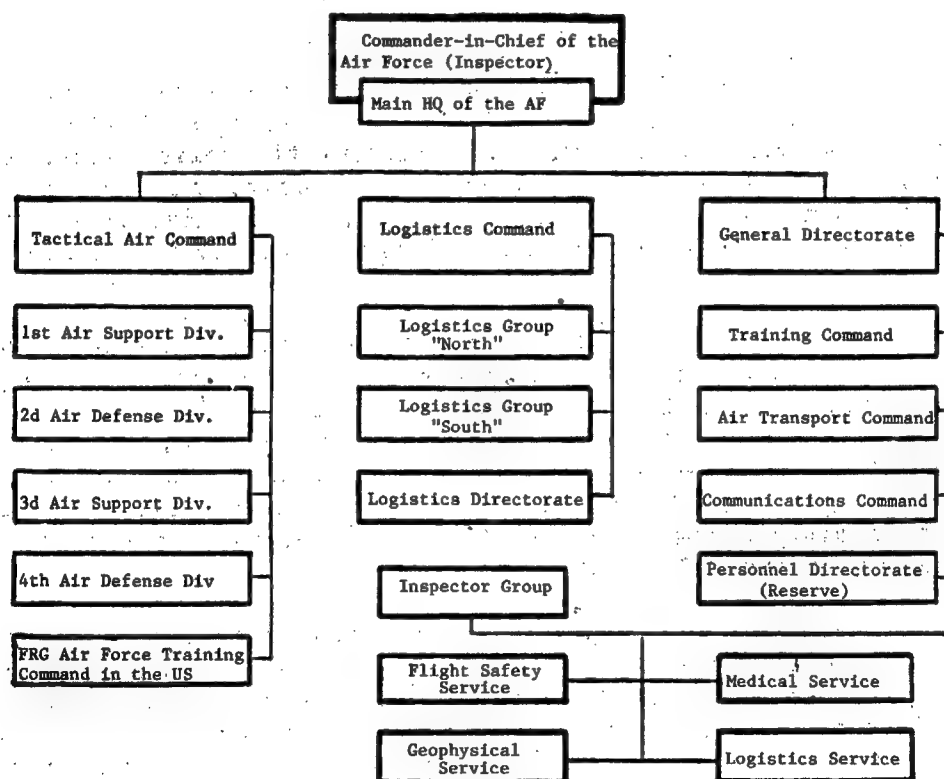 Commander-in-Chief of the
Air Force (Inspector)
Main HQ of the AF
Tactical Air Command
1st Air Support Div.
2d Air Defense Div.
3d Air Support Div.
4th Air Defense Div
FRG Air Force Training
Command in the US
Logistics Command
Logistics Group
"North"
Logistics Group
"South"
Logistics Directorate
General Directorate
Training Command
Air Transport Command
Communications Command
Personnel Directorate
(Reserve)
Inspector Group
Flight Safety
Service
Medical Service
Geophysical
Service
Logistics Service